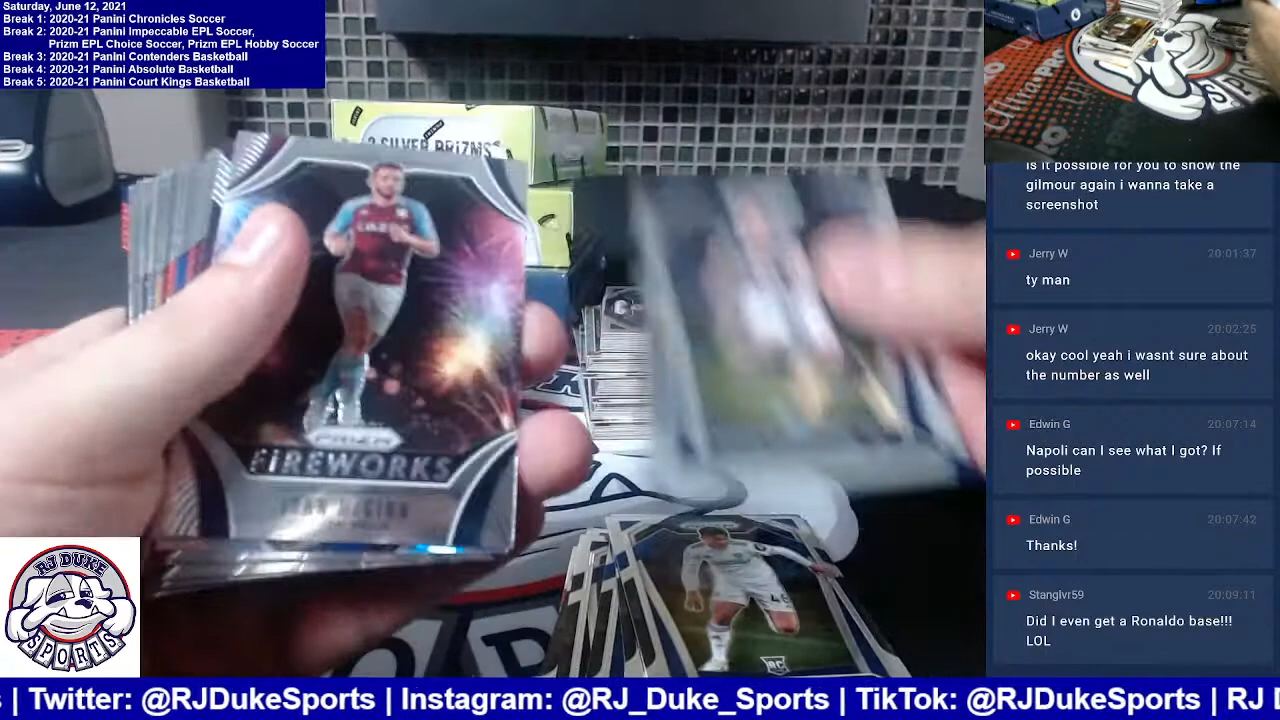 Saturday, June 12, 2021
Break 1: 2020-21 Panini Chronicles Soccer
Break 2: 2020-21 Panini Impeccable EPL Soccer,
Prizm EPL Choice Soccer, Prizm EPL Hobby Soccer
Break 3: 2020-21 Panini Contenders Basketball
Break 4: 2020-21 Panini Absolute Basketball
Break 5: 2020-21 Panini Court Kings Basketball
SILVER PRIZMS
PRIZM
FIREWORKS
RC
is it possible for you to show the
gilmour again i wanna take a
screenshot
Jerry W 20:01:37
ty man
Jerry W 20:02:25
okay cool yeah i wasnt sure about
the number as well
Edwin G 20:07:14
Napoli can I see what I got? If
possible
Edwin G 20:07:42
Thanks!
Stanglvr59 20:09:11
Did I even get a Ronaldo base!!!
LOL
RJ DUKE
SPORTS
s | Twitter: @RJDukeSports | Instagram: @RJ_Duke_Sports | TikTok: @RJDukeSports | RJ